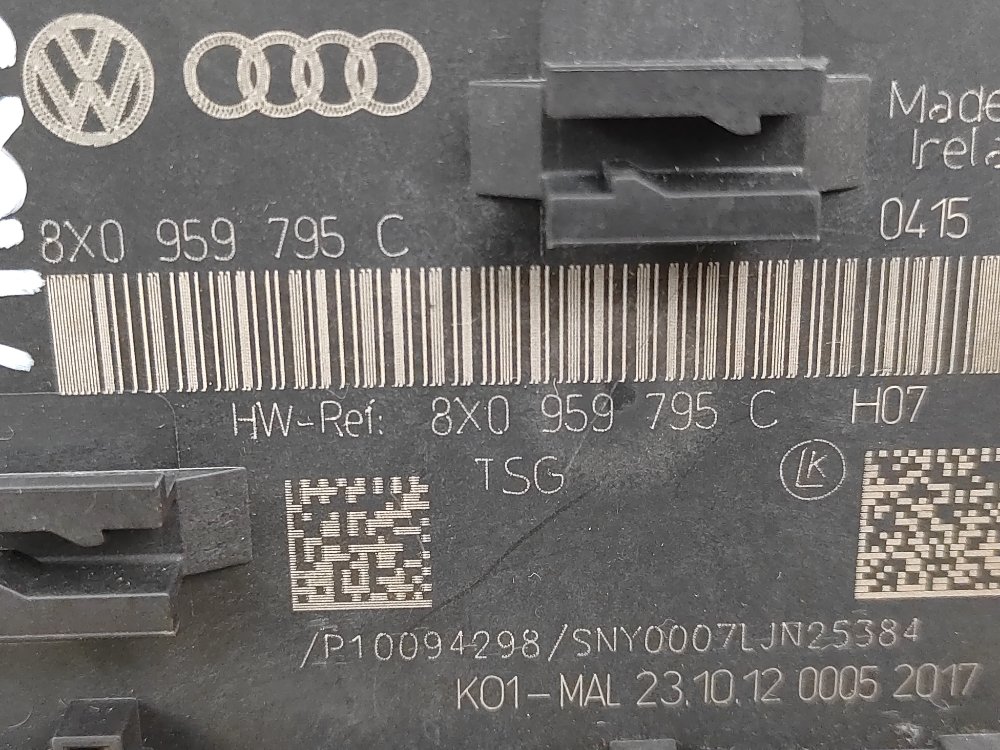 Made
Irela
8X0 959 795 C
0415
HW-Ref: 8X0 959 795 C H07
TSG
LK
/P10094298/SNY0007LJN25384
K01-MAL 23.10.12 0005 2017